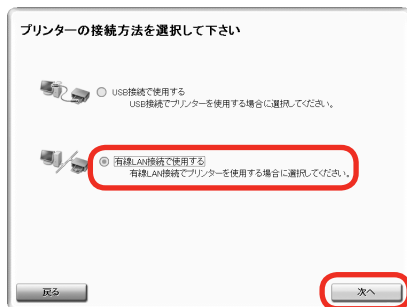 プリンターの接続方法を選択して下さい
USB接続で使用する
USB接続でプリンターを使用する場合に選択してください。
有線LAN接続で使用する
有線LAN接続でプリンターを使用する場合に選択してください。
戻る
次へ